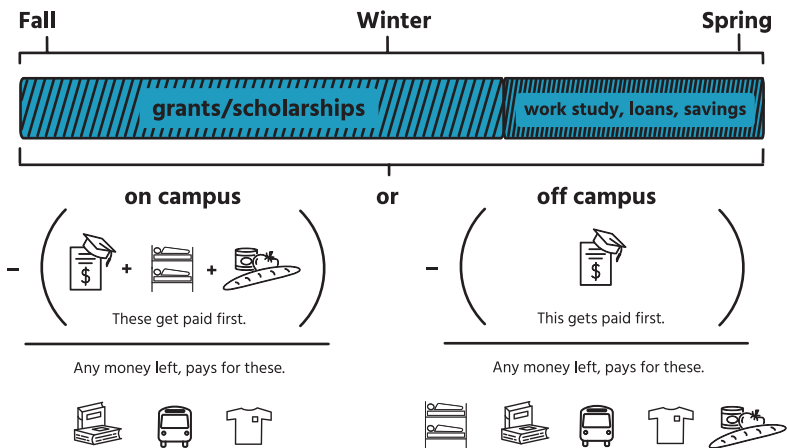 Fall Winter Spring
grants/scholarships work study, loans, savings
on campus or off campus
- ( $ + + ) - ( $ )
These get paid first. This gets paid first.
Any money left, pays for these. Any money left, pays for these.